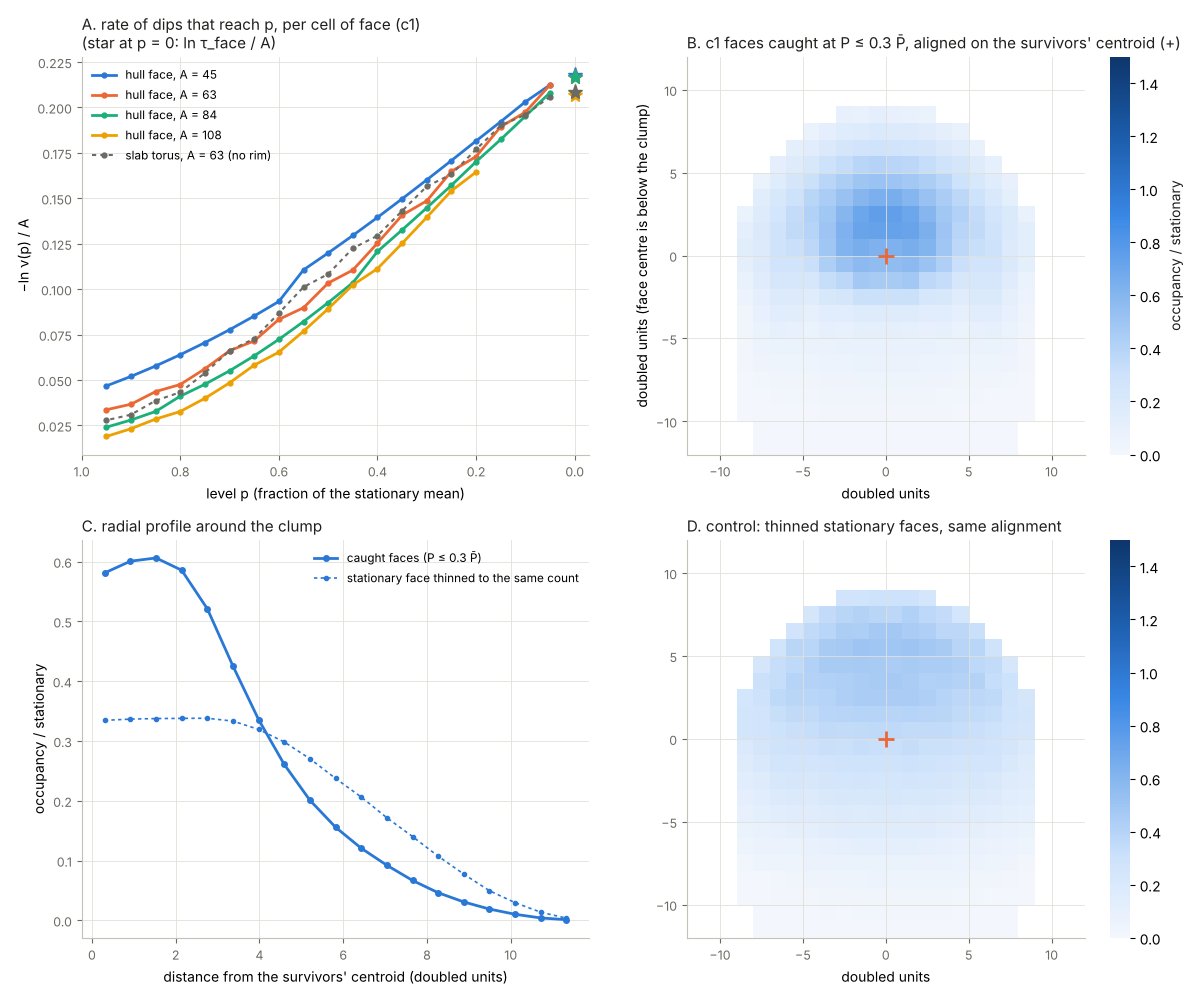 A. rate of dips that reach p, per cell of face (c1)
(star at p = 0: ln τ_face / A)
0.225
0.200
0.175
0.150
0.125
0.100
0.075
0.050
0.025
−ln ν(p) / A
hull face, A = 45
hull face, A = 63
hull face, A = 84
hull face, A = 108
slab torus, A = 63 (no rim)
1.0 0.8 0.6 0.4 0.2 0.0
level p (fraction of the stationary mean)
B. c1 faces caught at P ≤ 0.3 P̄, aligned on the survivors' centroid (+)
10
5
0
−5
−10
doubled units (face centre is below the clump)
−10 −5 0 5 10
doubled units
1.4
1.2
1.0
0.8
0.6
0.4
0.2
0.0
occupancy / stationary
C. radial profile around the clump
0.6
0.5
0.4
0.3
0.2
0.1
0.0
occupancy / stationary
caught faces (P ≤ 0.3 P̄)
stationary face thinned to the same count
0 2 4 6 8 10
distance from the survivors' centroid (doubled units)
D. control: thinned stationary faces, same alignment
10
5
0
−5
−10
−10 −5 0 5 10
doubled units
1.4
1.2
1.0
0.8
0.6
0.4
0.2
0.0